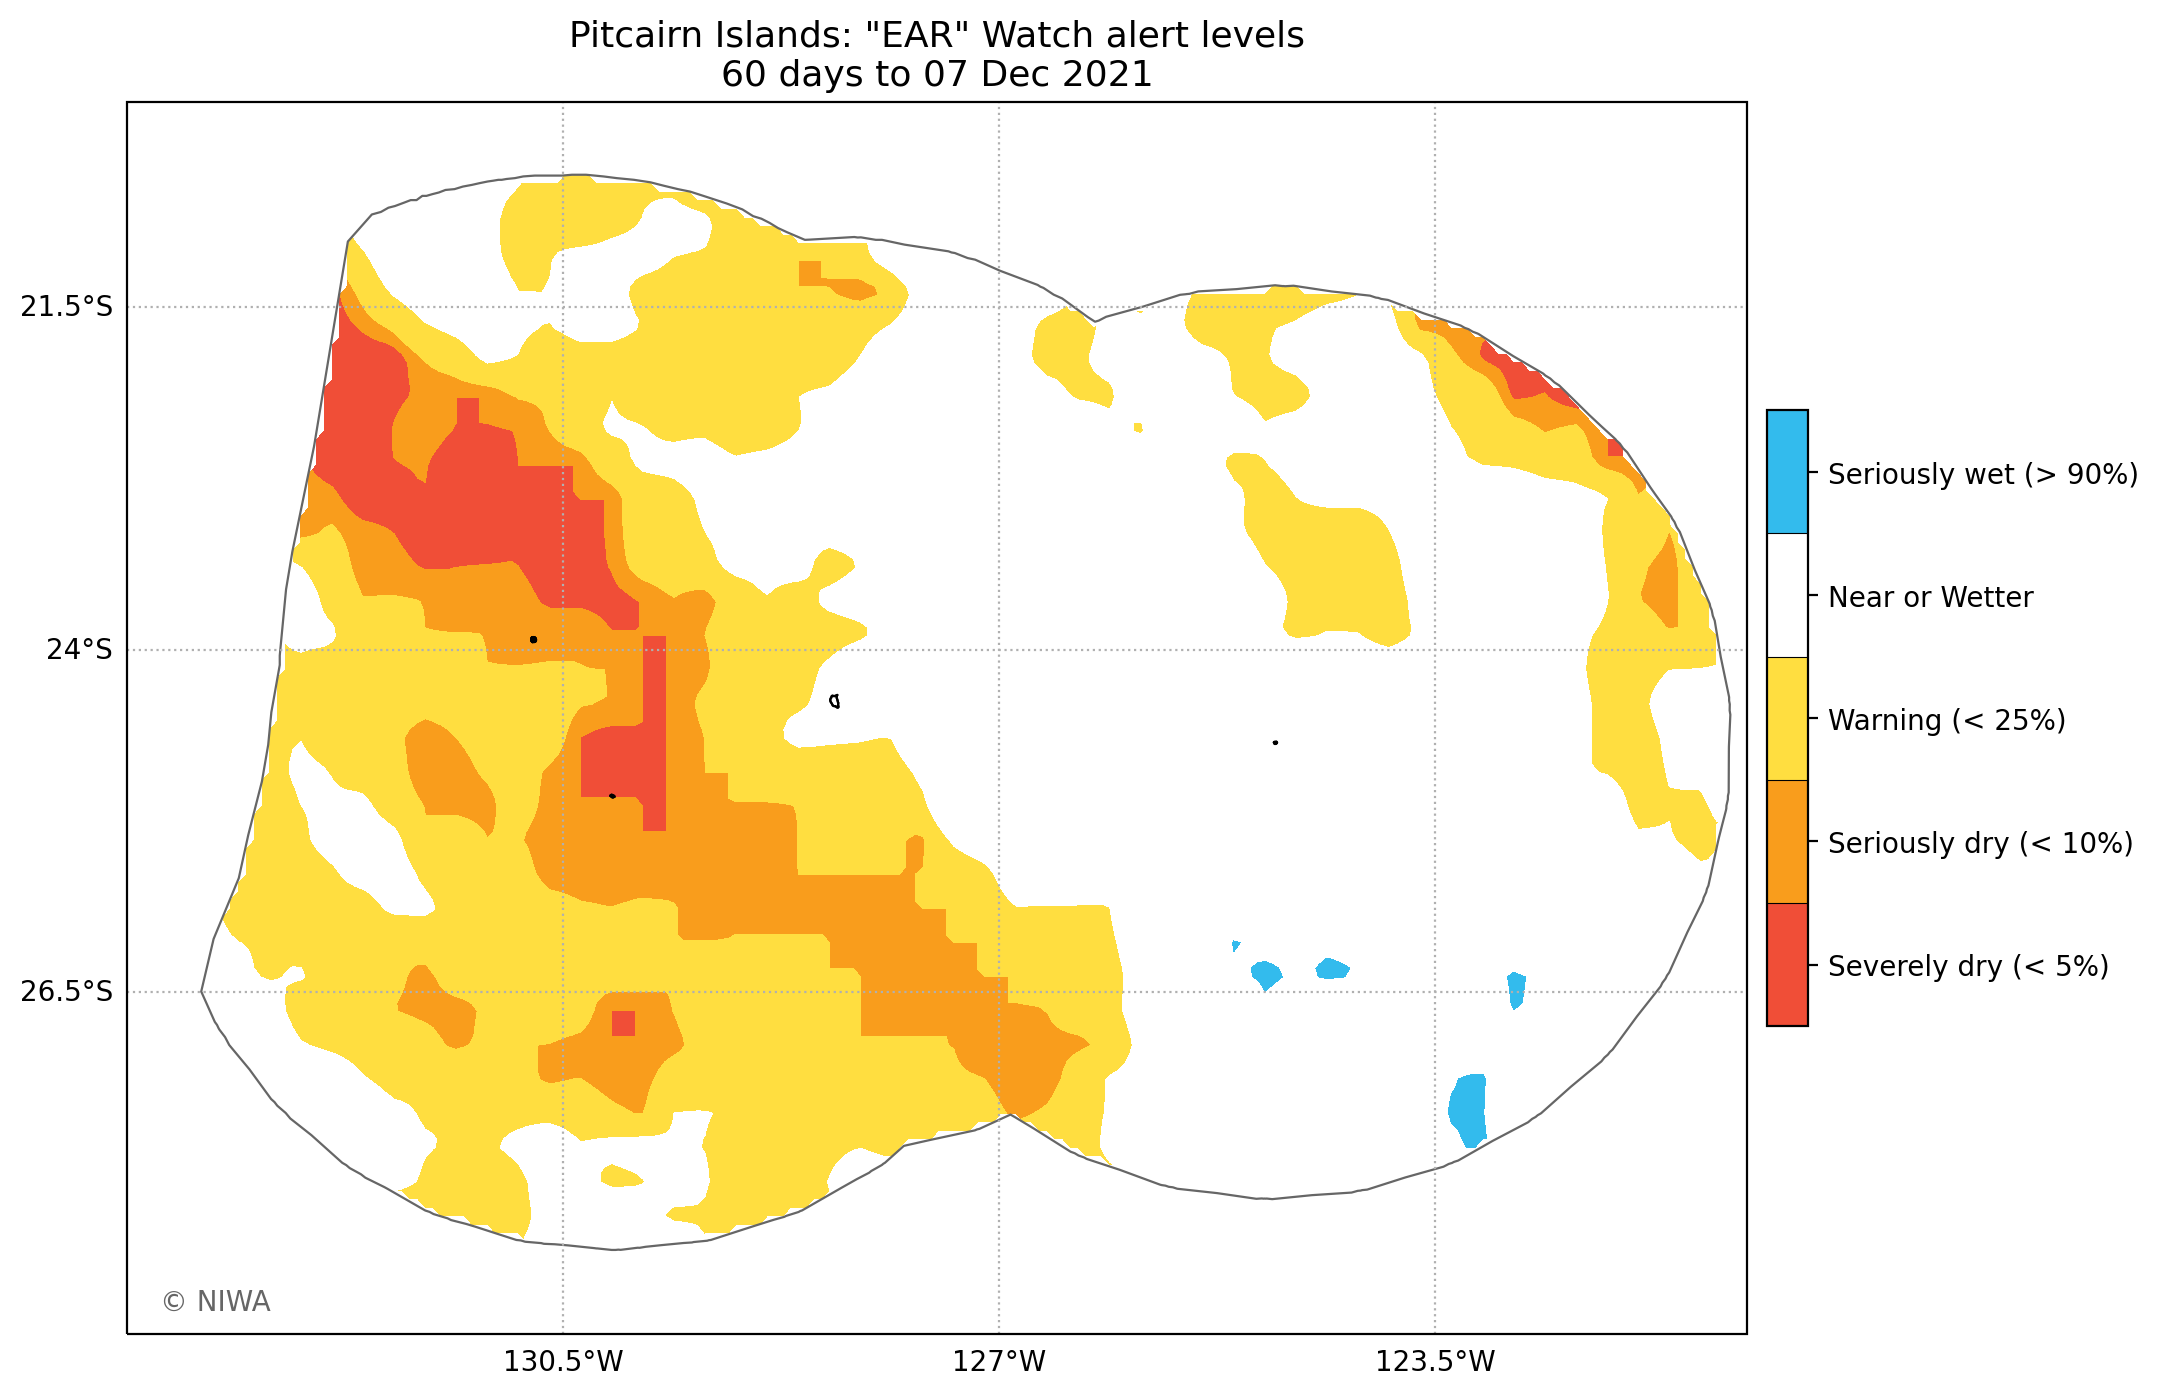 Pitcairn Islands: "EAR" Watch alert levels
60 days to 07 Dec 2021
21.5°S
24°S
26.5°S
130.5°W
127°W
123.5°W
Seriously wet (> 90%)
Near or Wetter
Warning (< 25%)
Seriously dry (< 10%)
Severely dry (< 5%)
© NIWA